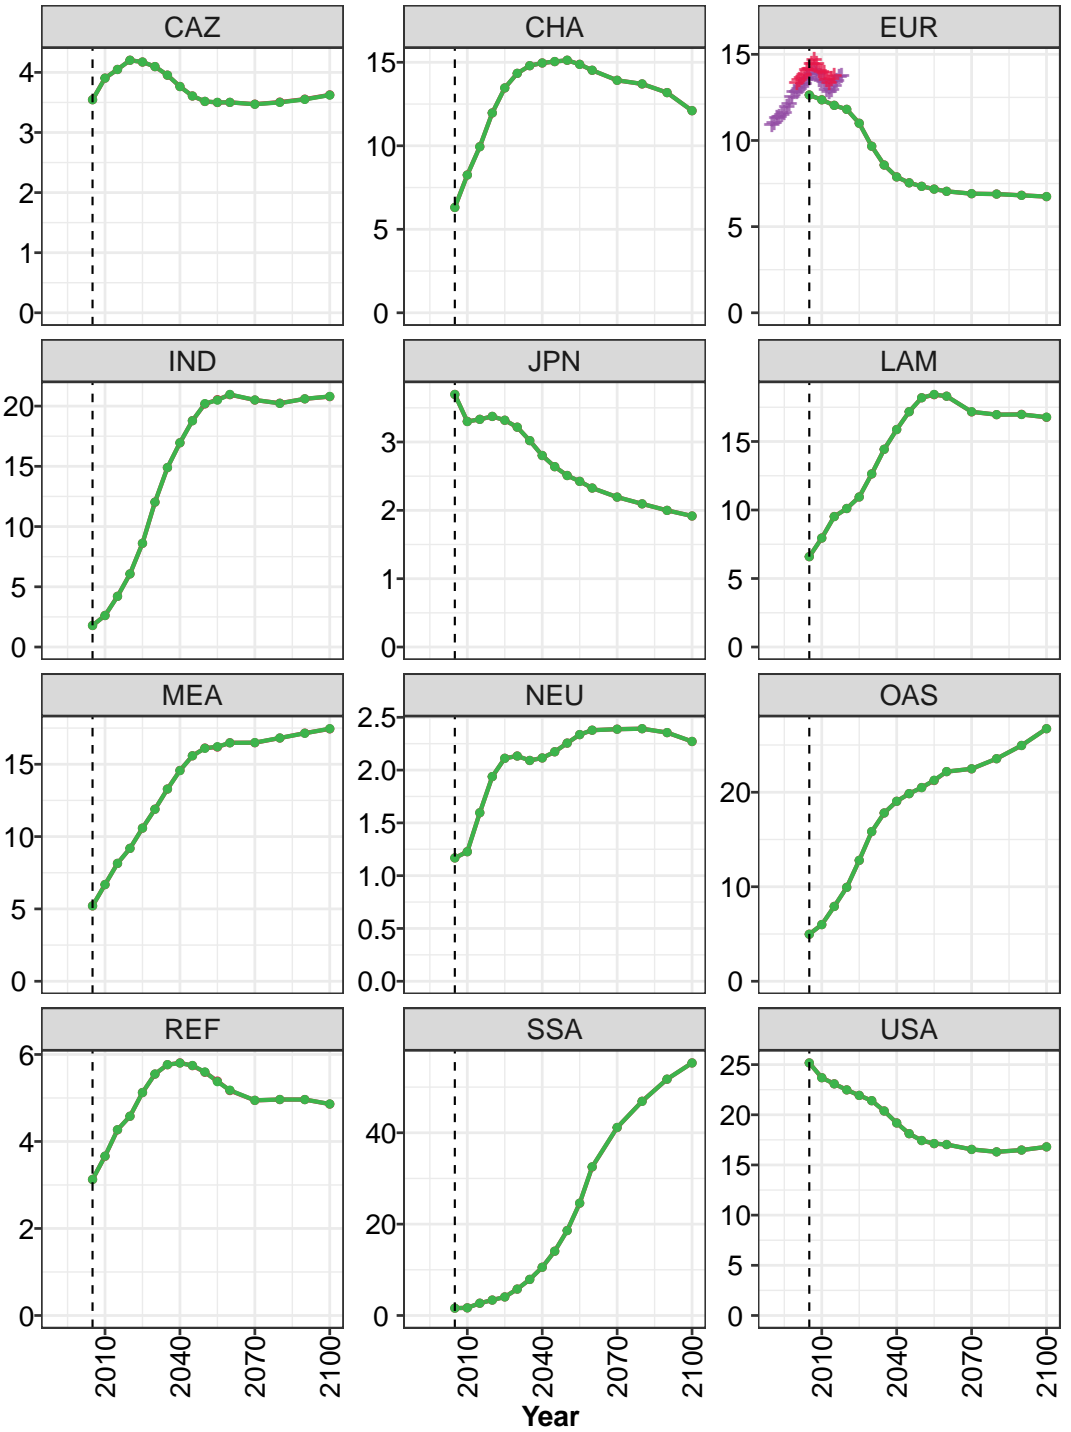 CAZ CHA EUR
4 15 15
3
10 10
2
5 5
1
0 0 0
IND JPN LAM
20
3 15
15
2 10
10
5 1 5
0 0 0
MEA NEU OAS
2.5
15 2.0 20
10 1.5
1.0 10
5
0.5
0 0.0 0
REF SSA USA
6 25
20
4 40
15
10
2 20
5
0 0 0
2010 2040 2070 2100 2010 2040 2070 2100 2010 2040 2070 2100
Year